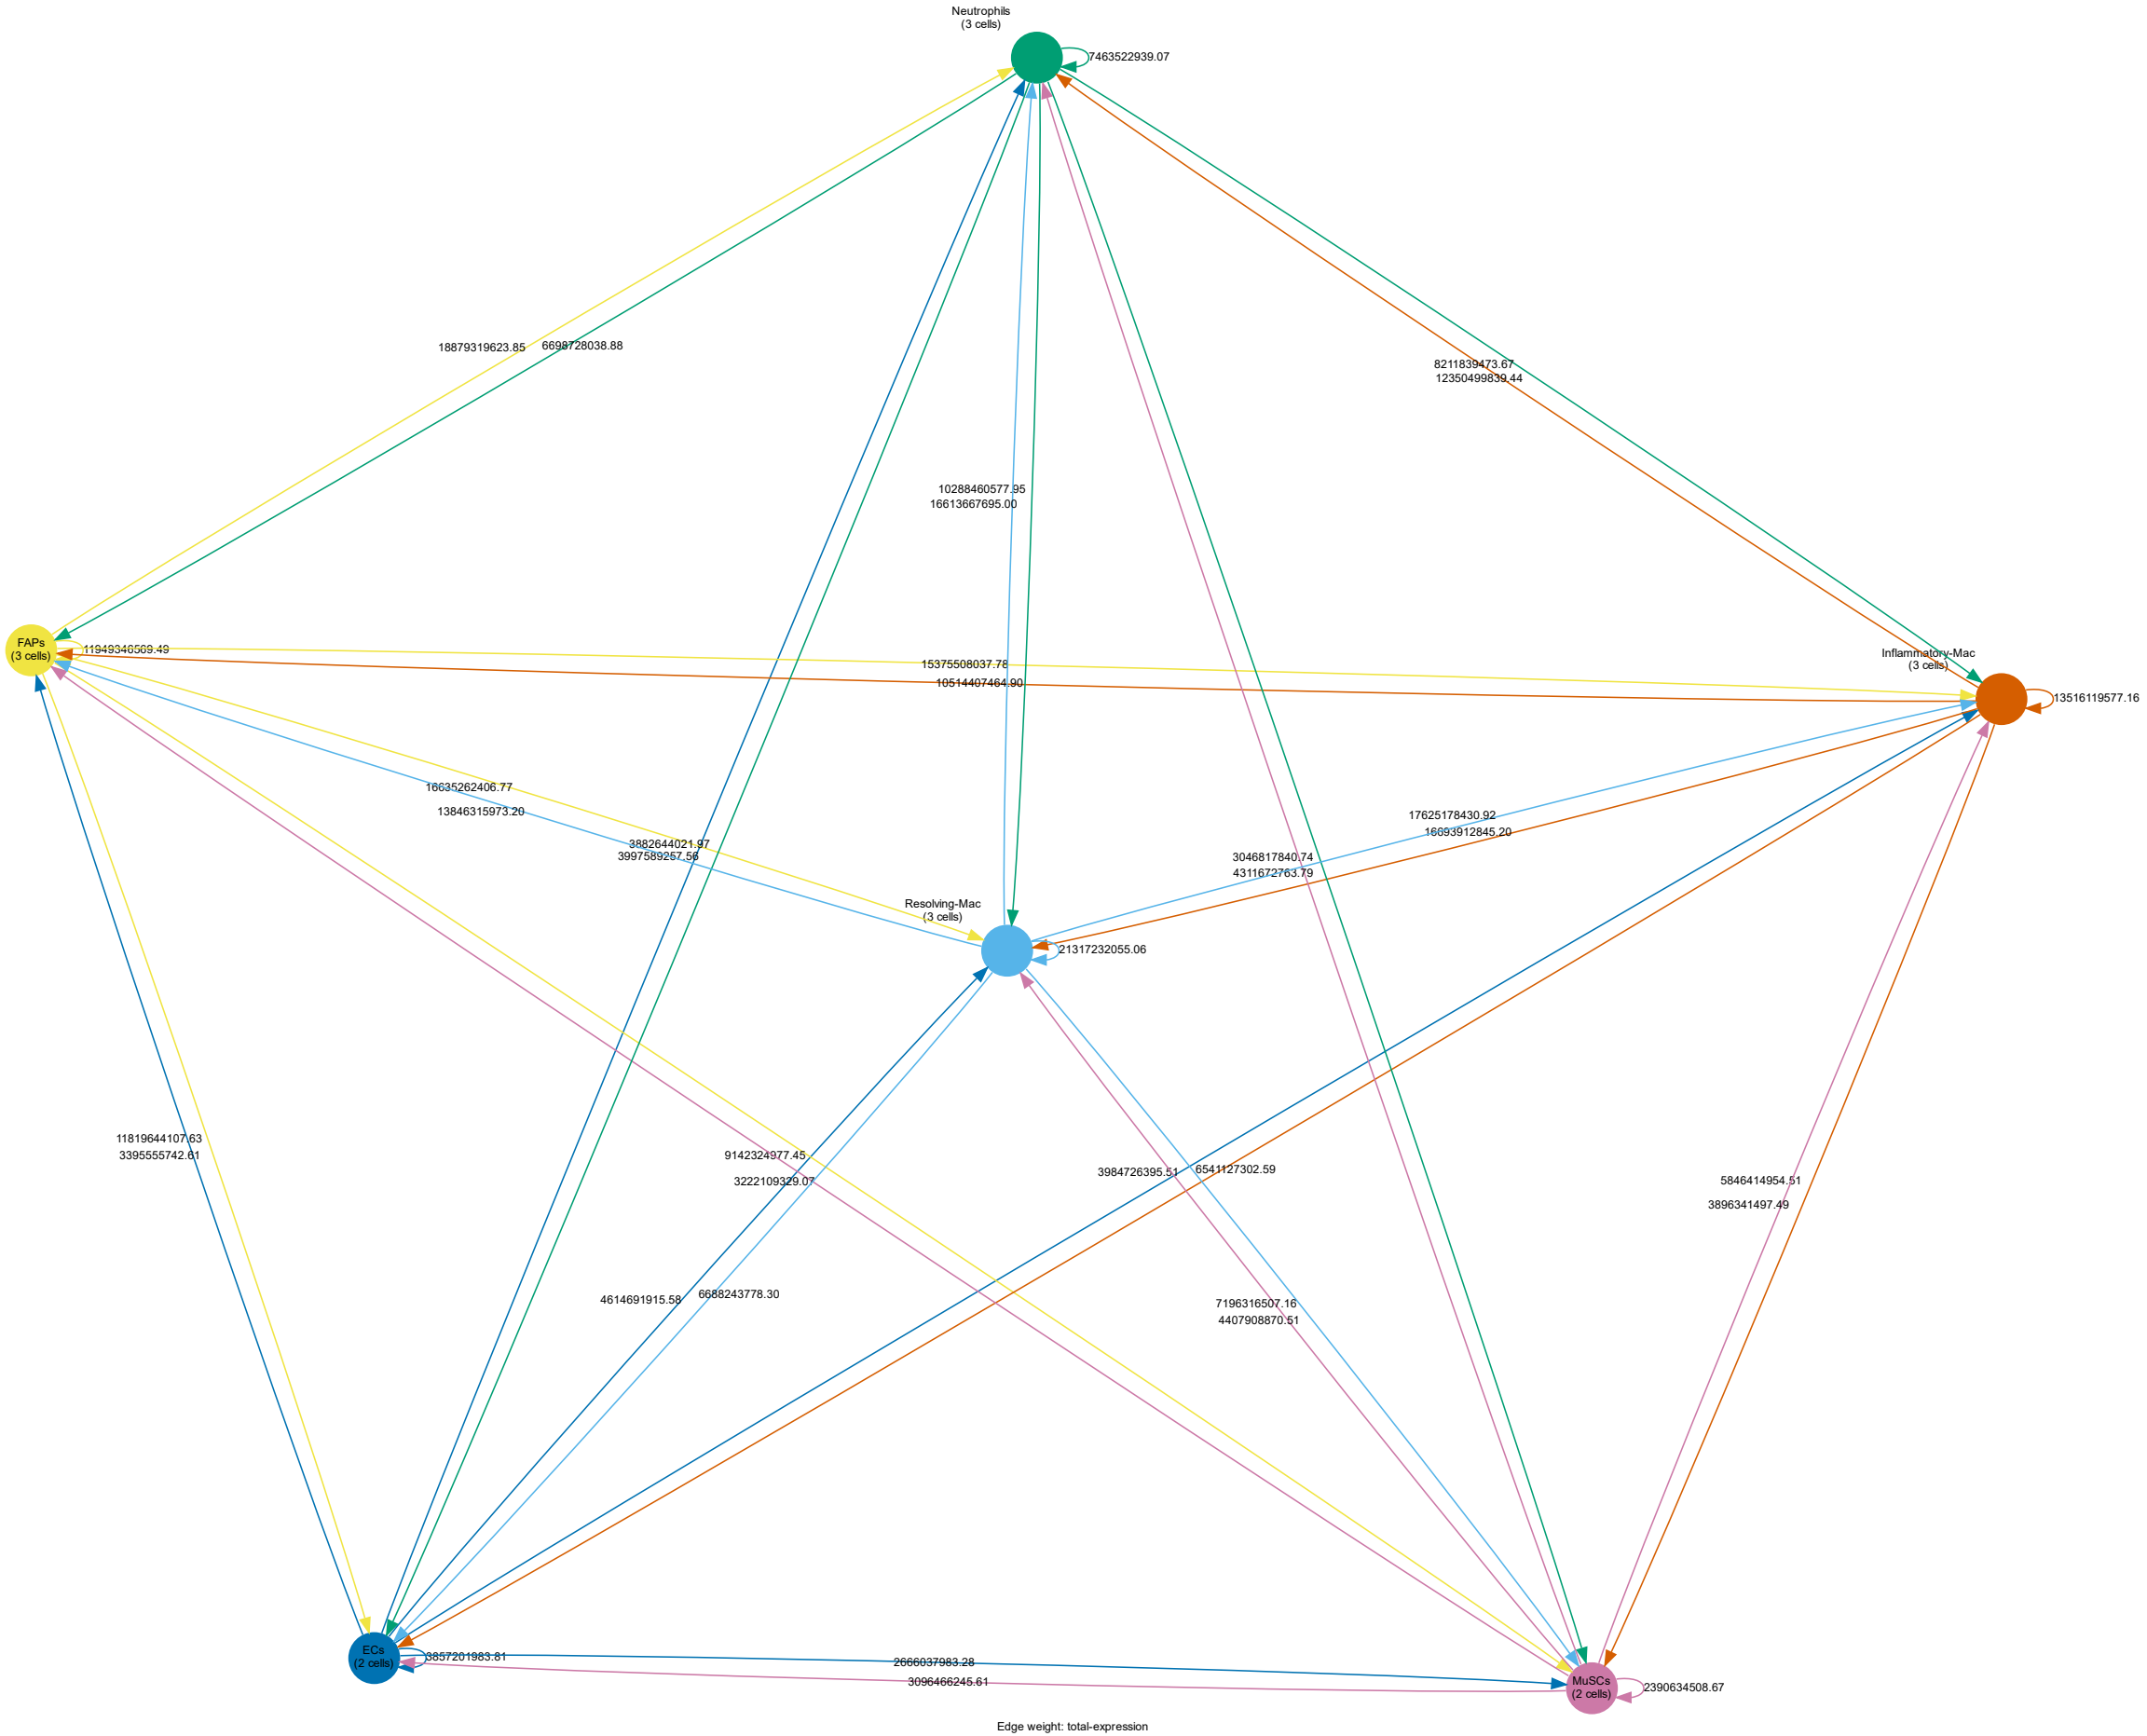 Neutrophils
(3 cells)
7463522939.07
18879319623.85
6698728038.88
8211839473.67
12350499839.44
10288460577.95
16613667695.00
FAPs
(3 cells)
11949346569.49
15375508037.78
10514407464.90
Inflammatory-Mac
(3 cells)
13516119577.16
16635262406.77
13846315973.20
17625178430.92
16693912845.20
3882644021.97
3997589257.56
3046817840.74
4311672763.79
Resolving-Mac
(3 cells)
21317232055.06
11819644107.63
3395555742.61
9142324977.45
3222109329.07
3984726395.51
6541127302.59
5846414954.51
3896341497.49
4614691915.58
6688243778.30
7196316507.16
4407908870.51
ECs
(2 cells)
3857201983.81
2666037983.28
3096466245.61
MuSCs
(2 cells)
2390634508.67
Edge weight: total-expression